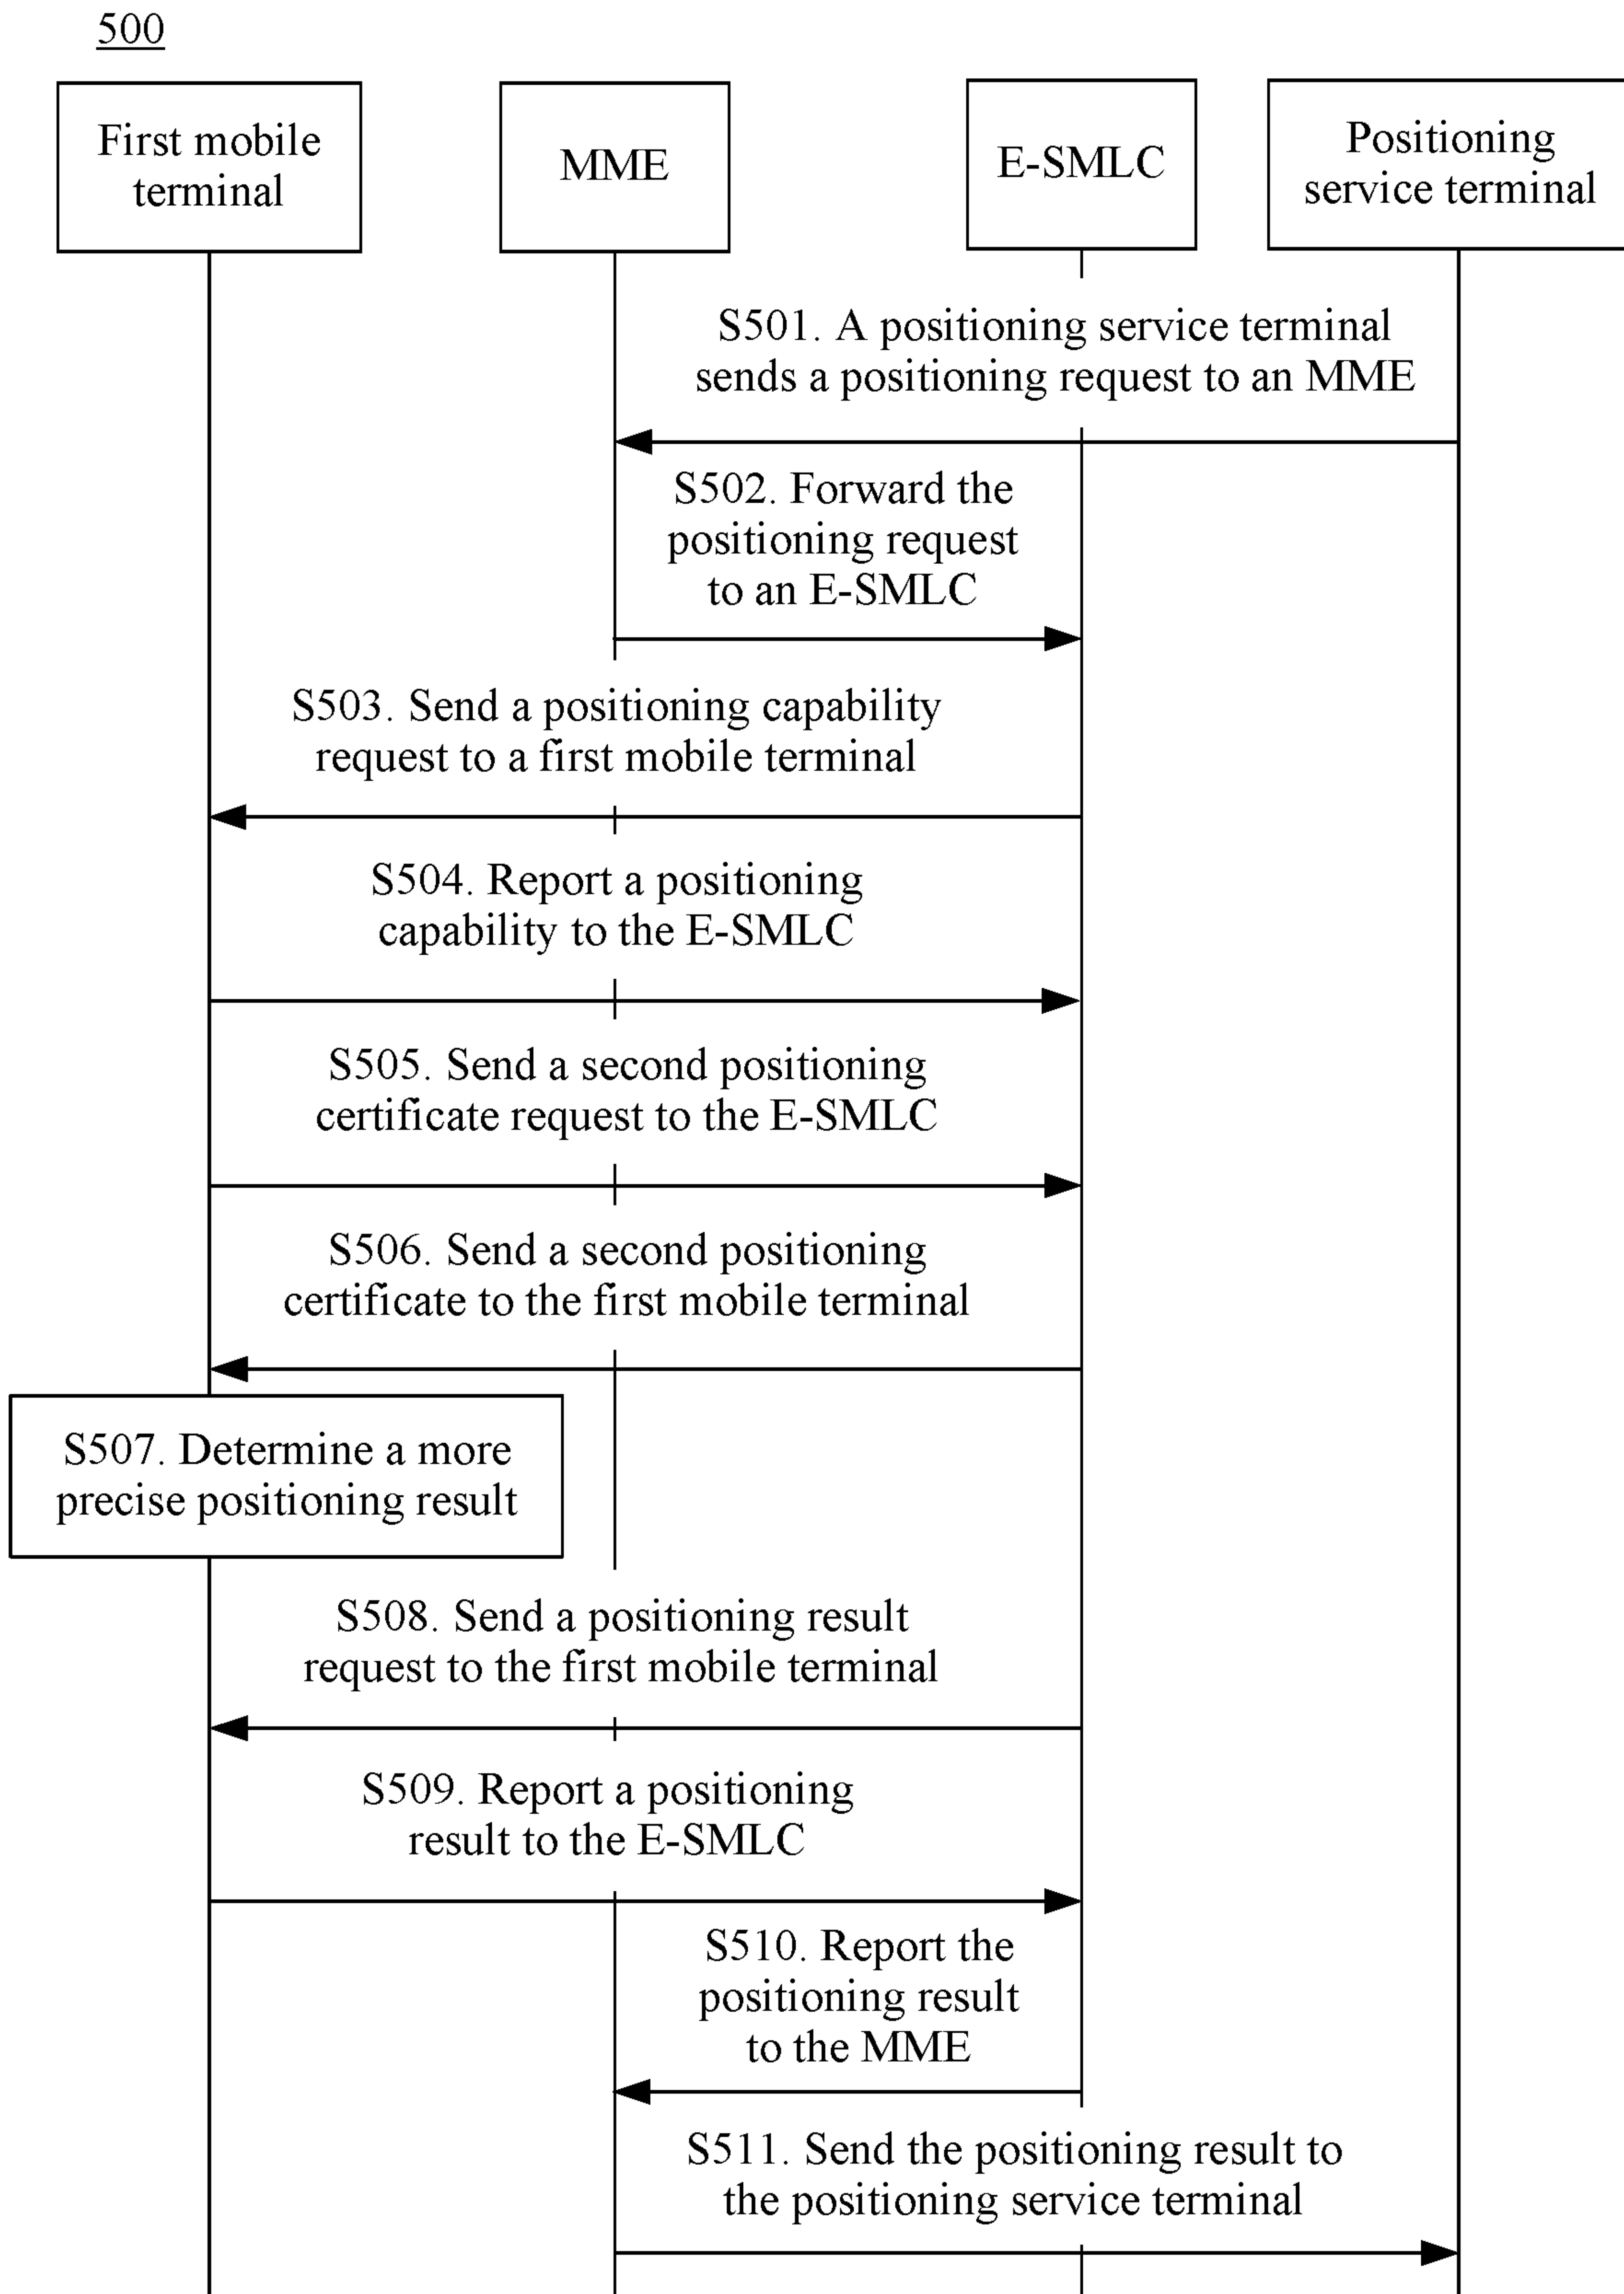 500
First mobile
terminal
MME
E-SMLC
Positioning
service terminal
S501. A positioning service terminal
sends a positioning request to an MME
S502. Forward the
positioning request
to an E-SMLC
S503. Send a positioning capability
request to a first mobile terminal
S504. Report a positioning
capability to the E-SMLC
S505. Send a second positioning
certificate request to the E-SMLC
S506. Send a second positioning
certificate to the first mobile terminal
S507. Determine a more
precise positioning result
S508. Send a positioning result
request to the first mobile terminal
S509. Report a positioning
result to the E-SMLC
S510. Report the
positioning result
to the MME
S511. Send the positioning result to
the positioning service terminal